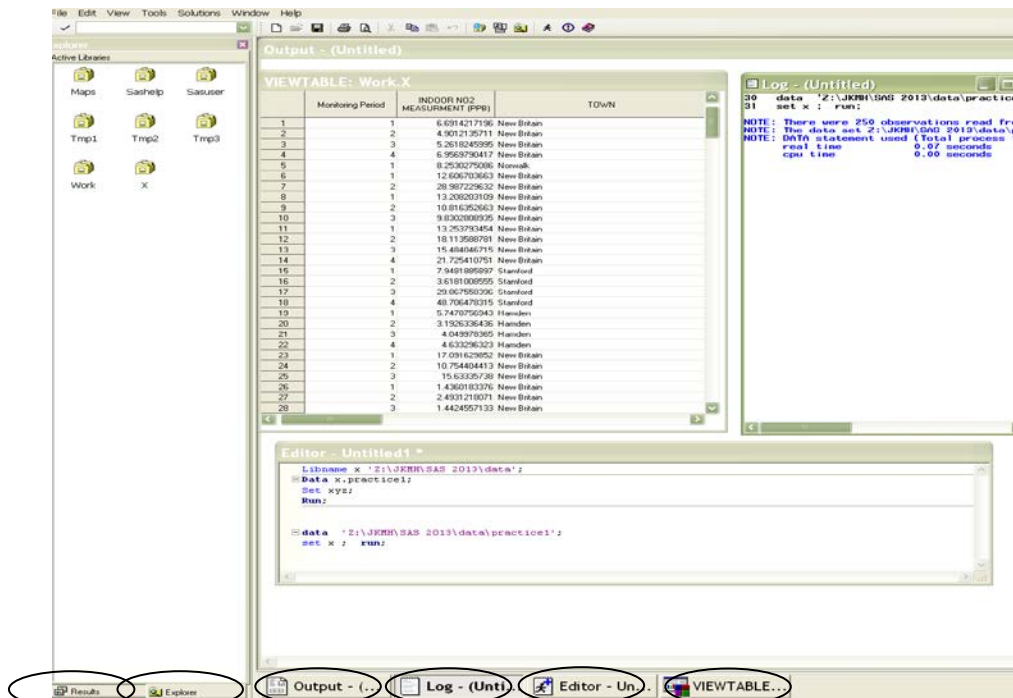 File Edit View Tools Solutions Window Help
Explorer
Active Libraries
Maps Sashelp Sasuser
Tmp1 Tmp2 Tmp3
Work X
Output - (Untitled)
VIEWTABLE: Work.X
Monitoring Period INDOOR NO2 MEASURMENT (PPB) TOWN
1 1 6.6914217196 New Britain
2 2 4.9012135711 New Britain
3 3 5.2618245995 New Britain
4 4 6.9569790417 New Britain
5 1 8.2530275086 Norwalk
6 1 12.606703663 New Britain
7 2 28.987229632 New Britain
8 1 13.208203109 New Britain
9 2 10.816352663 New Britain
10 3 9.8302808935 New Britain
11 1 13.253793454 New Britain
12 2 18.113588781 New Britain
13 3 15.484046715 New Britain
14 4 21.725410751 New Britain
15 1 7.9481885897 Stamford
16 2 3.6181008555 Stamford
17 3 29.067550396 Stamford
18 4 48.706478315 Stamford
19 1 5.7470756943 Hamden
20 2 3.1926336436 Hamden
21 3 4.049978365 Hamden
22 4 4.633296323 Hamden
23 1 17.091629852 New Britain
24 2 10.754404413 New Britain
25 3 15.63335738 New Britain
26 1 1.4360183376 New Britain
27 2 2.4931218071 New Britain
28 3 1.4424557133 New Britain
Log - (Untitled)
30 data 'Z:\JKMH\SAS 2013\data\practice
31 set x ; run;
NOTE: There were 250 observations read fr
NOTE: The data set Z:\JKMH\SAS 2013\data\p
NOTE: DATA statement used (Total process
real time 0.07 seconds
cpu time 0.00 seconds
Editor - Untitled1 *
Libname x 'Z:\JKMH\SAS 2013\data';
Data x.practice1;
Set xyz;
Run;
data 'Z:\JKMH\SAS 2013\data\practice1';
set x ; run;
Results Explorer Output - (... Log - (Unti... Editor - Un... VIEWTABLE...